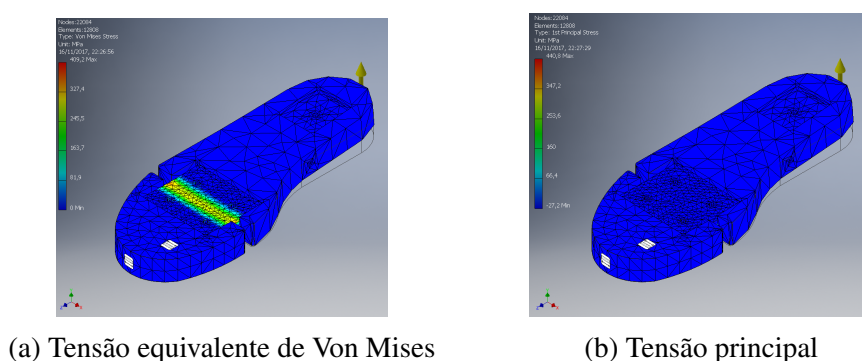 Nodes:22084
Elements:12808
Type: Von Mises Stress
Unit: MPa
16/11/2017, 22:26:56
409,2 Max
327,4
245,5
163,7
81,9
0 Min
(a) Tensão equivalente de Von Mises
Nodes:22084
Elements:12808
Type: 1st Principal Stress
Unit: MPa
16/11/2017, 22:27:29
440,8 Max
347,2
253,6
160
66,4
-27,2 Min
(b) Tensão principal